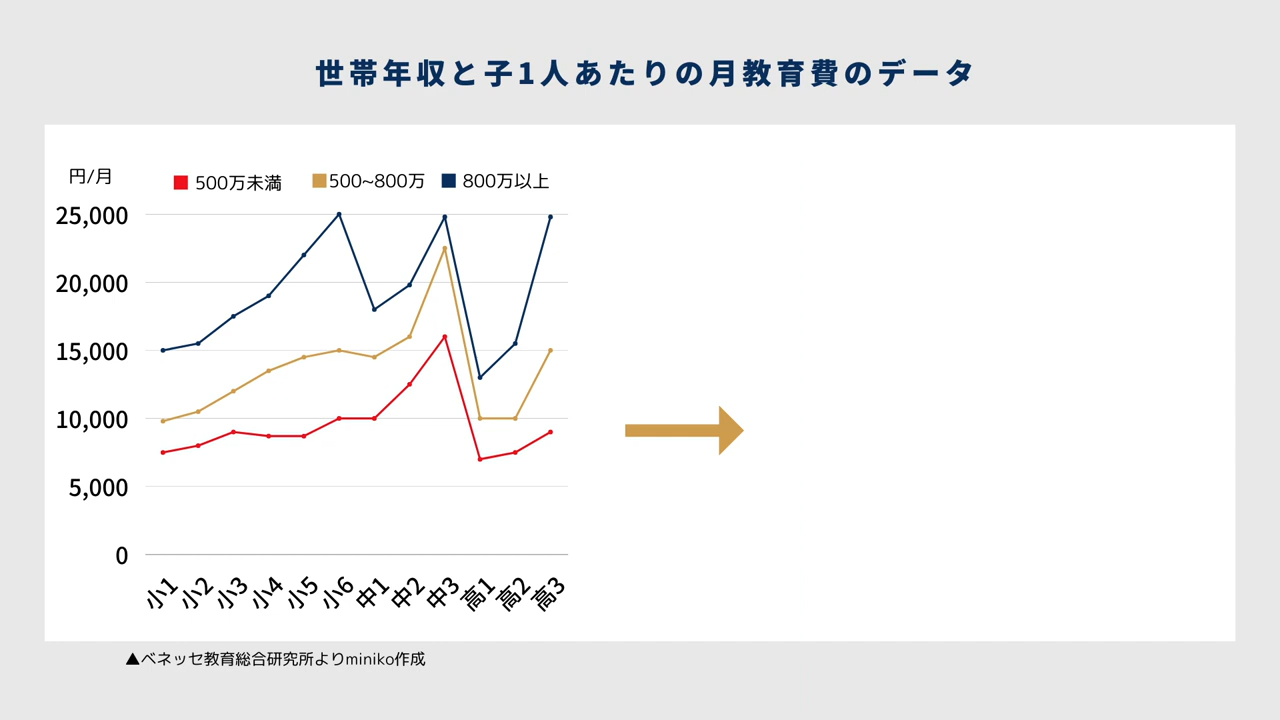 世帯年収と子1人あたりの月教育費のデータ
円/月
500万未満
500~800万
800万以上
25,000
20,000
15,000
10,000
5,000
0
小1
小2
小3
小4
小5
小6
中1
中2
中3
高1
高2
高3
▲ベネッセ教育総合研究所よりminiko作成